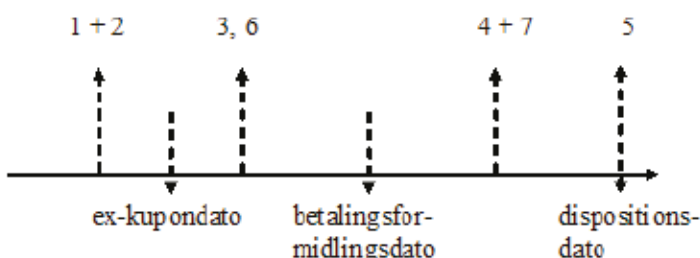 1 + 2 3, 6 4 + 7 5
ex-kupondato betalingsfor- dispositions-
midlingsdato dato